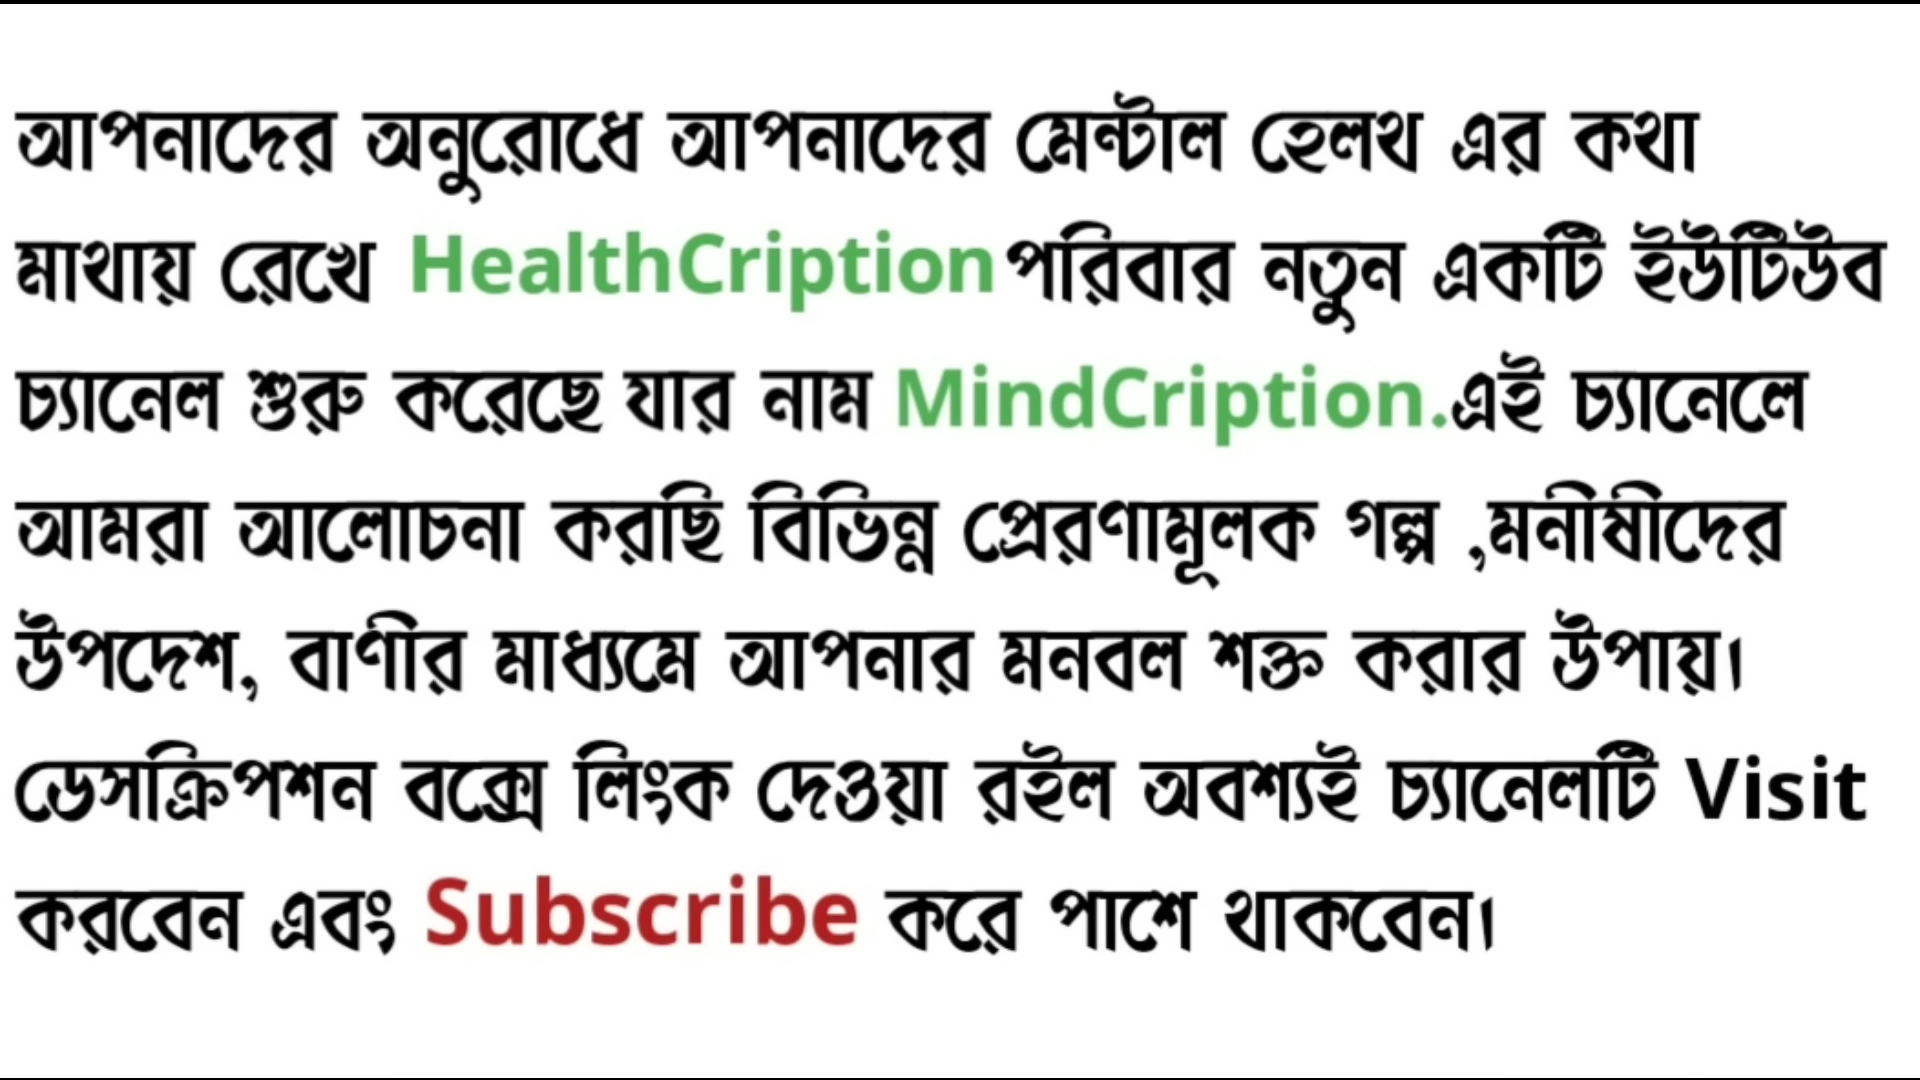 আপনাদের অনুরোধে আপনাদের মেন্টাল হেলথ এর কথা
মাথায় রেখে HealthCription পরিবার নতুন একটি ইউটিউব
চ্যানেল শুরু করেছে যার নাম MindCription.এই চ্যানেলে
আমরা আলোচনা করছি বিভিন্ন প্রেরণামূলক গল্প ,মনীষীদের
উপদেশ, বাণীর মাধ্যমে আপনার মনবল শক্ত করার উপায়।
ডেসক্রিপশন বক্সে লিংক দেওয়া রইল অবশ্যই চ্যানেলটি Visit
করবেন এবং Subscribe করে পাশে থাকবেন।